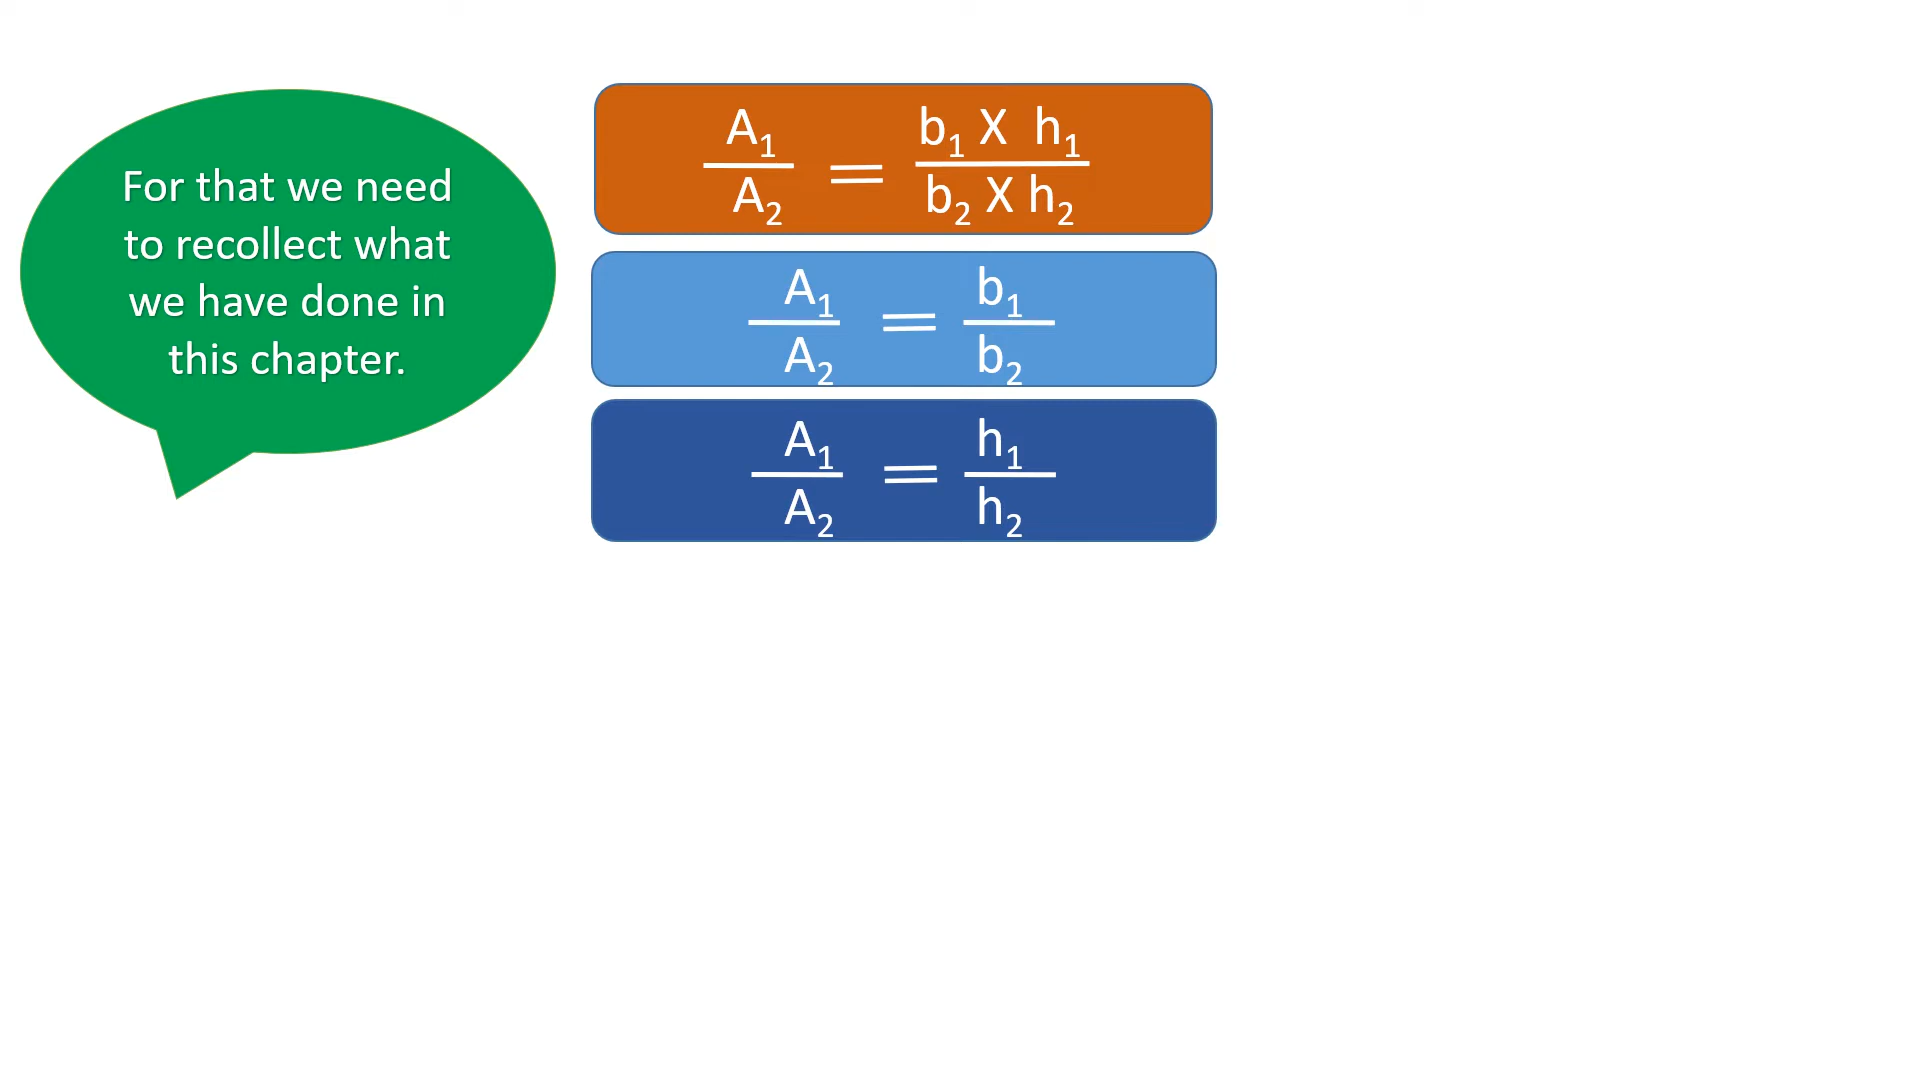 For that we need
to recollect what
we have done in
this chapter.
A₁ b₁ X h₁
=
A₂ b₂ X h₂
A₁ b₁
=
A₂ b₂
A₁ h₁
=
A₂ h₂